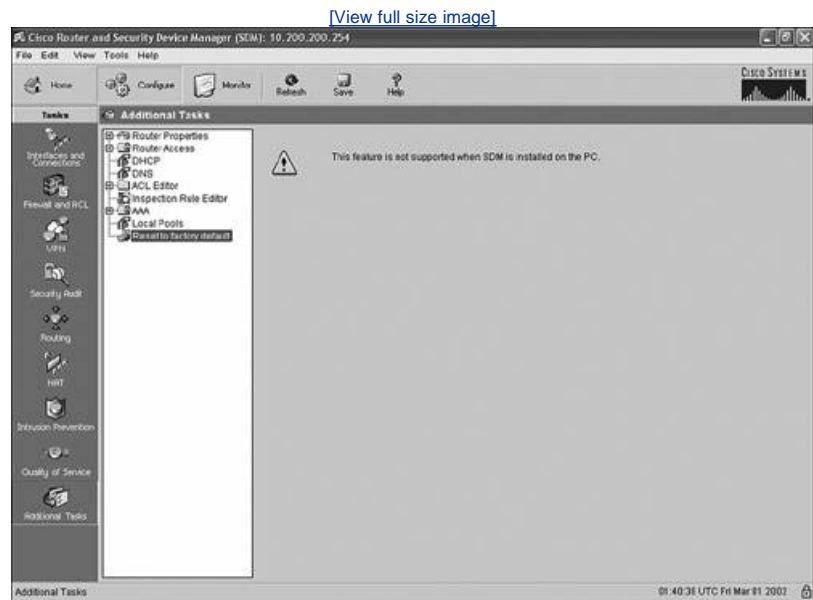 [View full size image]
Cisco Router and Security Device Manager (SDM): 10.200.200.254
File Edit View Tools Help
Home
Configure
Monitor
Refresh
Save
Help
CISCO SYSTEMS
Tasks
Additional Tasks
Interfaces and
Connections
Firewall and ACL
VPN
Security Audit
Routing
NAT
Intrusion Prevention
Quality of Service
Additional Tasks
Router Properties
Router Access
DHCP
DNS
ACL Editor
Inspection Rule Editor
AAA
Local Pools
Reset to factory default
This feature is not supported when SDM is installed on the PC.
Additional Tasks
01:40:36 UTC Fri Mar 01 2002